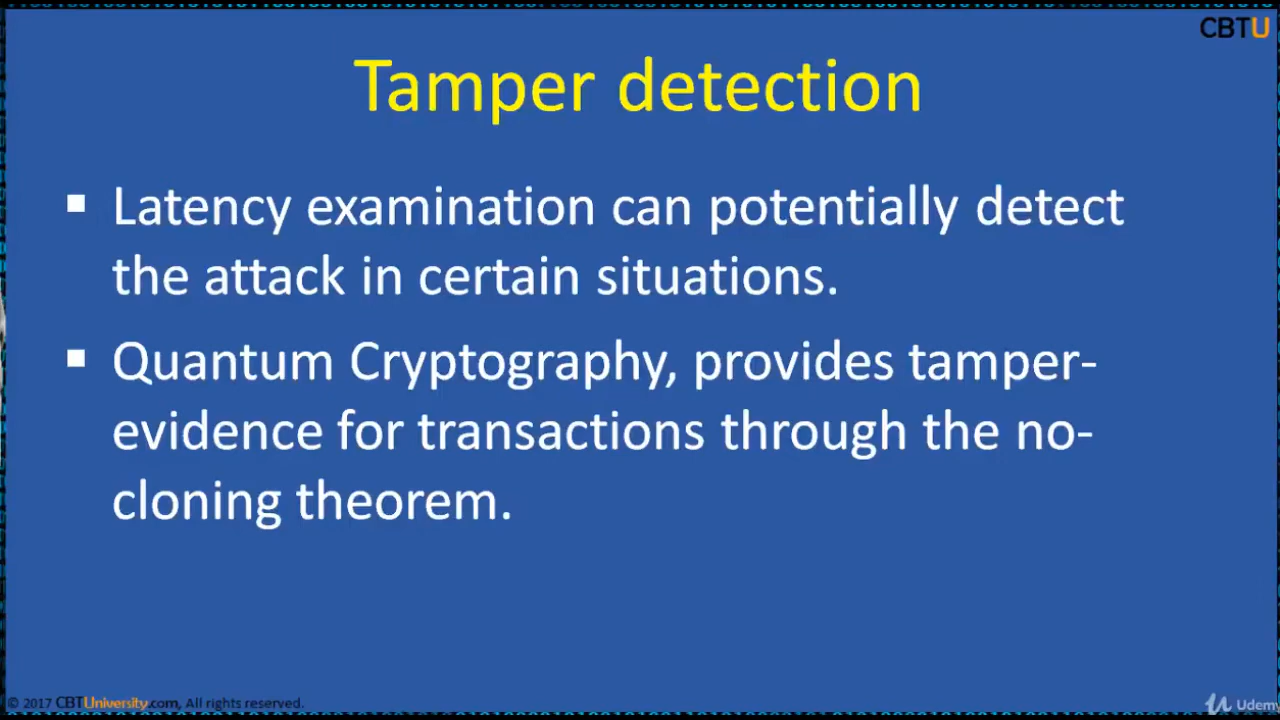 CBTU
Tamper detection
▪ Latency examination can potentially detect
the attack in certain situations.
▪ Quantum Cryptography, provides tamper-
evidence for transactions through the no-
cloning theorem.
© 2017 CBTUniversity.com, All rights reserved.